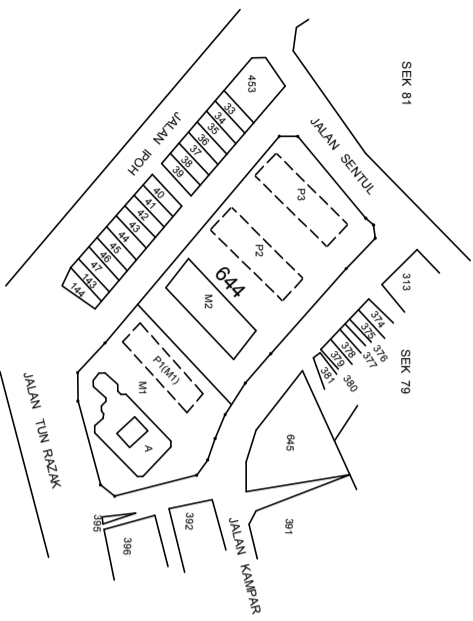 SEK 81
JALAN SENTUL
453
33
34
35
36
37
38
39
JALAN IPOH
40
41
42
43
44
45
46
47
143
144
P3
P2
644
M2
P1(M1)
M1
A
313
374
375
376
377
378
379
380
381
SEK 79
645
391
392
395
396
JALAN KAMPAR
JALAN TUN RAZAK